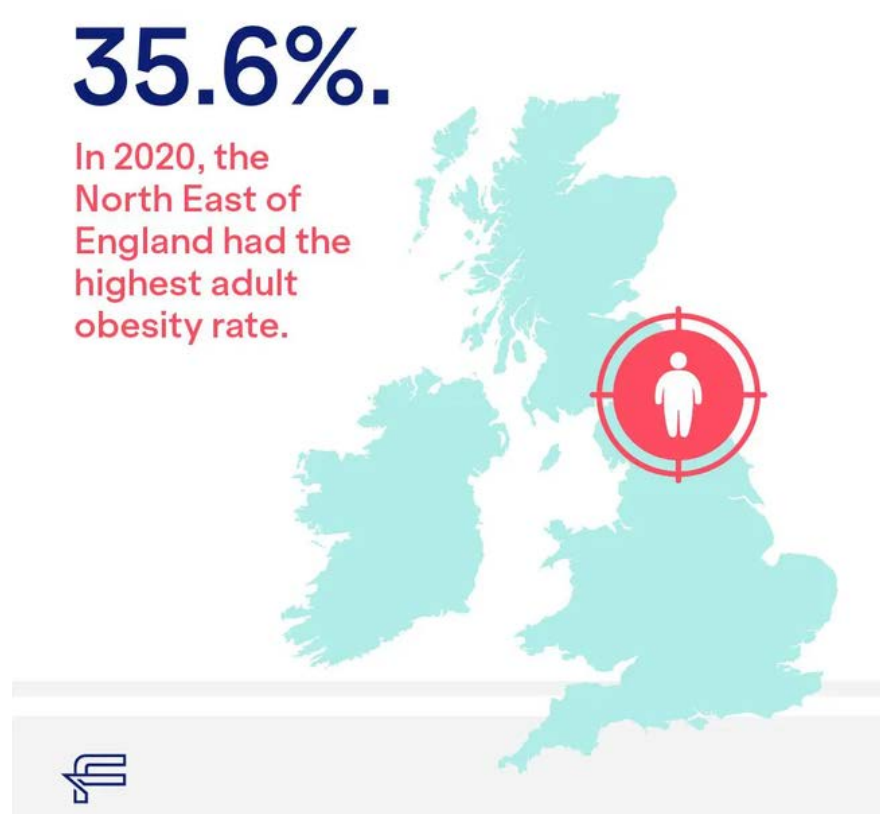 35.6%.
In 2020, the
North East of
England had the
highest adult
obesity rate.